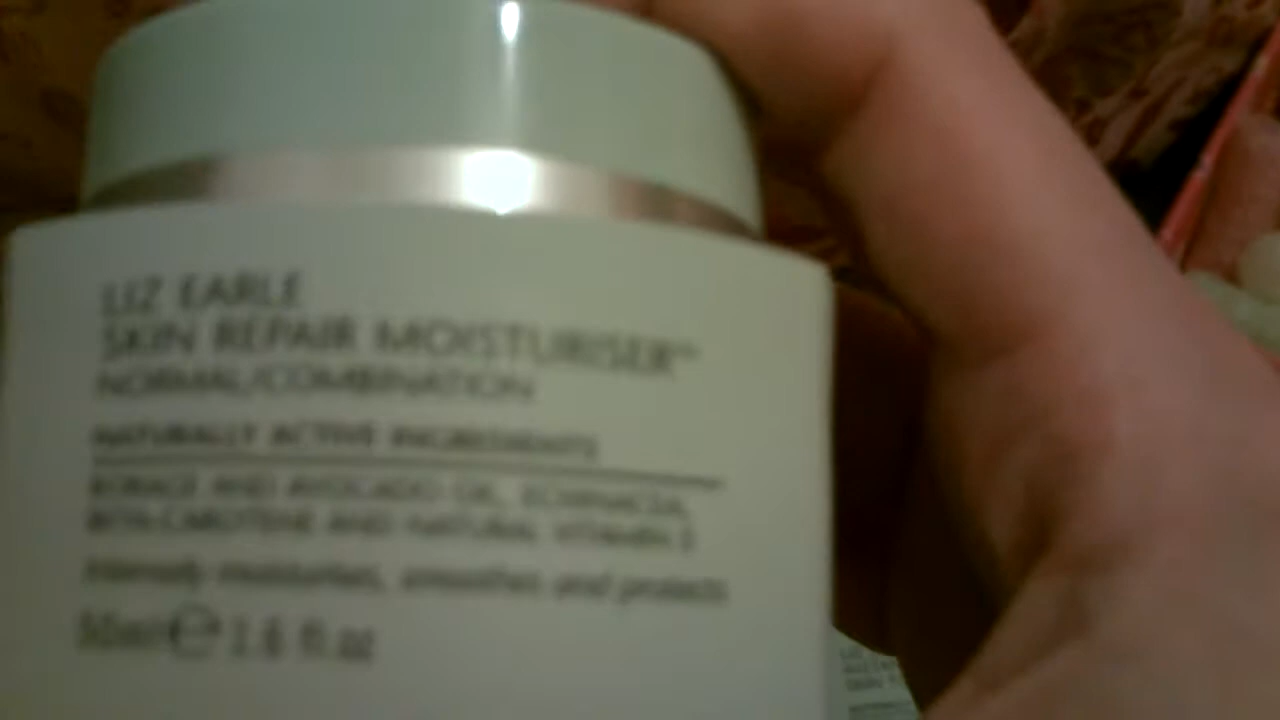 LIZ EARLE
SKIN REPAIR MOISTURISER™
NORMAL/COMBINATION
NATURALLY ACTIVE INGREDIENTS
BORAGE AND AVOCADO OIL, ECHINACEA,
BETA-CAROTENE AND NATURAL VITAMIN E
Intensely moisturises, smoothes and protects
50ml e 1.6 fl oz